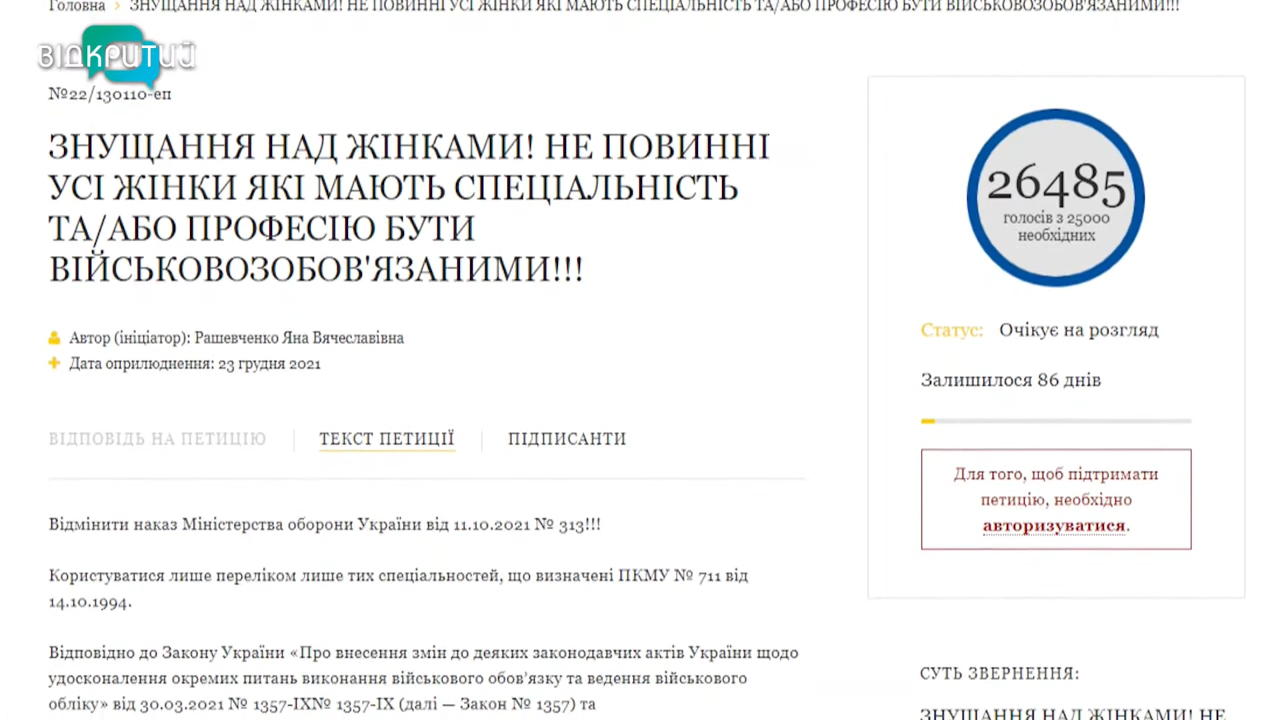 Головна › ЗНУЩАННЯ НАД ЖІНКАМИ! НЕ ПОВИННІ УСІ ЖІНКИ ЯКІ МАЮТЬ СПЕЦІАЛЬНІСТЬ ТА/АБО ПРОФЕСІЮ БУТИ ВІЙСЬКОВОЗОБОВ'ЯЗАНИМИ!!!
ВІДКРИТИЙ
№22/130110-еп
ЗНУЩАННЯ НАД ЖІНКАМИ! НЕ ПОВИННІ
УСІ ЖІНКИ ЯКІ МАЮТЬ СПЕЦІАЛЬНІСТЬ
ТА/АБО ПРОФЕСІЮ БУТИ
ВІЙСЬКОВОЗОБОВ'ЯЗАНИМИ!!!
Автор (ініціатор): Рашевченко Яна Вячеславівна
Дата оприлюднення: 23 грудня 2021
ВІДПОВІДЬ НА ПЕТИЦІЮ
ТЕКСТ ПЕТИЦІЇ
ПІДПИСАНТИ
Відмінити наказ Міністерства оборони України від 11.10.2021 № 313!!!
Користуватися лише переліком лише тих спеціальностей, що визначені ПКМУ № 711 від
14.10.1994.
Відповідно до Закону України «Про внесення змін до деяких законодавчих актів України щодо
удосконалення окремих питань виконання військового обов'язку та ведення військового
обліку» від 30.03.2021 № 1357-IX№ 1357-IX (далі — Закон № 1357) та
26485
голосів з 25000
необхідних
Статус: Очікує на розгляд
Залишилося 86 днів
Для того, щоб підтримати
петицію, необхідно
авторизуватися.
СУТЬ ЗВЕРНЕННЯ:
ЗНУЩАННЯ НАД ЖІНКАМИ! НЕ